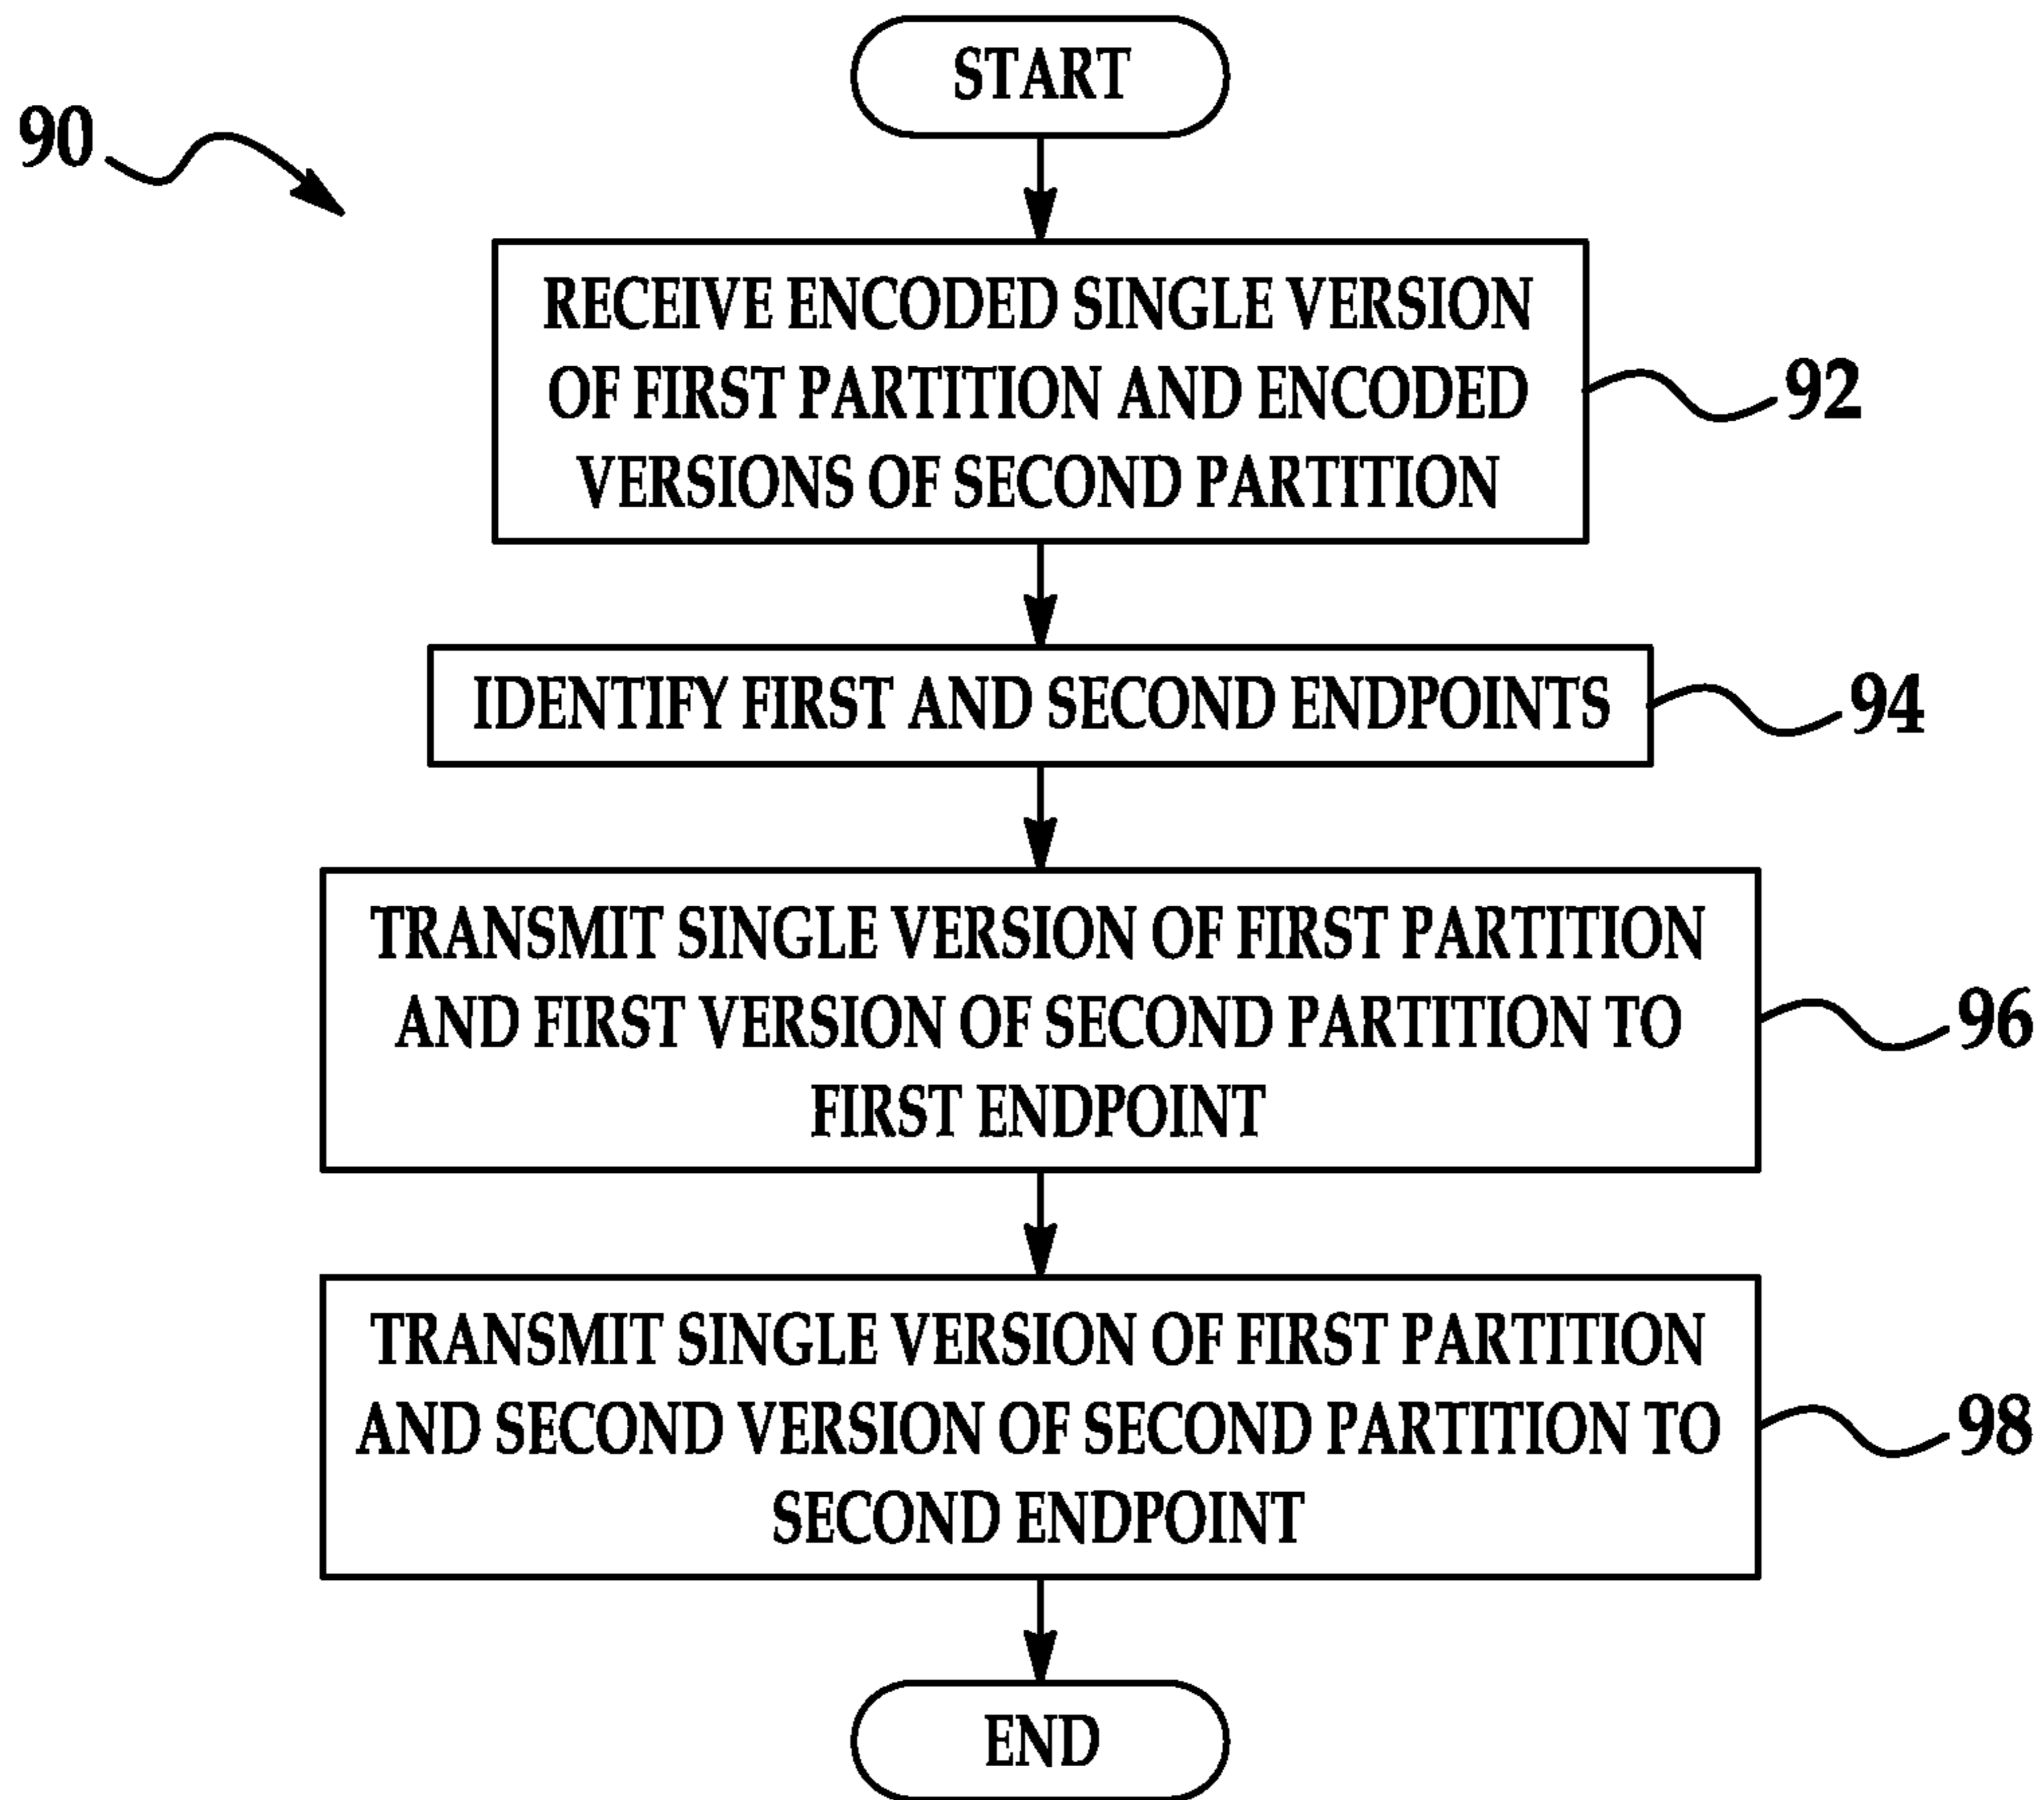 START
90
RECEIVE ENCODED SINGLE VERSION
OF FIRST PARTITION AND ENCODED
VERSIONS OF SECOND PARTITION
92
IDENTIFY FIRST AND SECOND ENDPOINTS
94
TRANSMIT SINGLE VERSION OF FIRST PARTITION
AND FIRST VERSION OF SECOND PARTITION TO
FIRST ENDPOINT
96
TRANSMIT SINGLE VERSION OF FIRST PARTITION
AND SECOND VERSION OF SECOND PARTITION TO
SECOND ENDPOINT
98
END